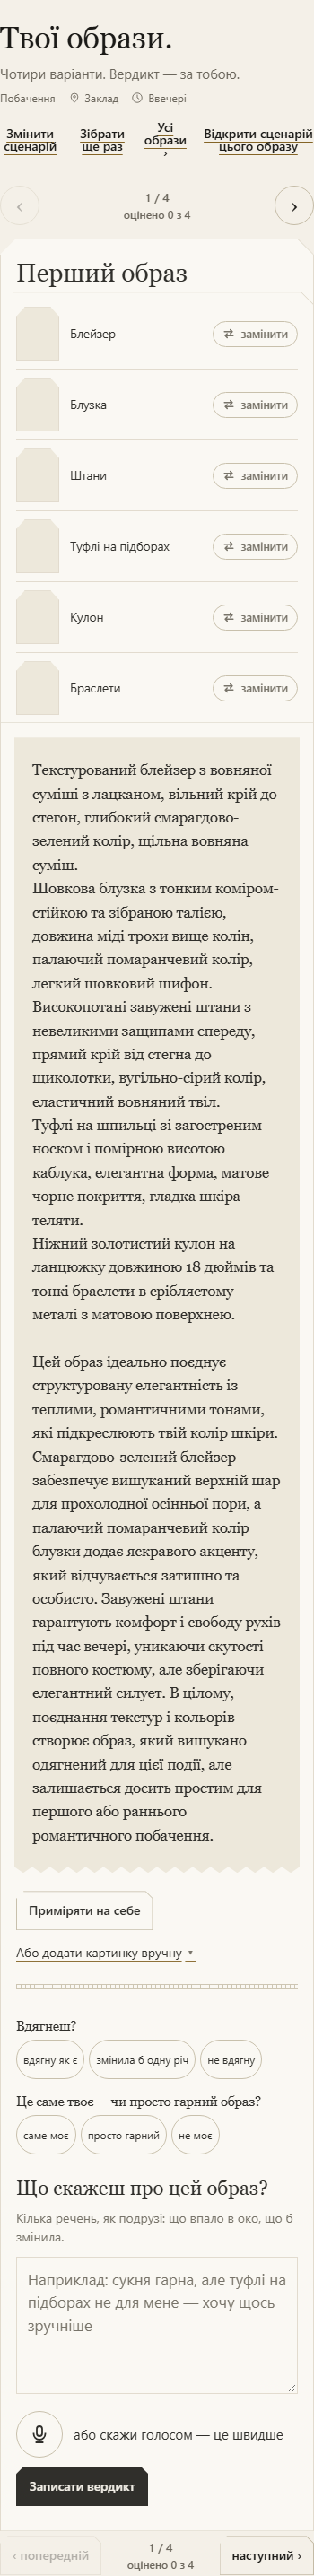 Твої образи.
Чотири варіанти. Вердикт — за тобою.
Побачення Заклад Ввечері
Змінити сценарій
Зібрати ще раз
Усі образи ›
Відкрити сценарій цього образу
‹
1 / 4
оцінено 0 з 4
›
Перший образ
Блейзер замінити
Блузка замінити
Штани замінити
Туфлі на підборах замінити
Кулон замінити
Браслети замінити
Текстурований блейзер з вовняної
суміші з лацканом, вільний крій до
стегон, глибокий смарагдово-
зелений колір, щільна вовняна
суміш.
Шовкова блузка з тонким коміром-
стійкою та зібраною талією,
довжина міді трохи вище колін,
палаючий помаранчевий колір,
легкий шовковий шифон.
Високопотані завужені штани з
невеликими защипами спереду,
прямий крій від стегна до
щиколотки, вугільно-сірий колір,
еластичний вовняний твіл.
Туфлі на шпильці зі загостреним
носком і помірною висотою
каблука, елегантна форма, матове
чорне покриття, гладка шкіра
теляти.
Ніжний золотистий кулон на
ланцюжку довжиною 18 дюймів та
тонкі браслети в сріблястому
металі з матовою поверхнею.
Цей образ ідеально поєднує
структуровану елегантність із
теплими, романтичними тонами,
які підкреслюють твій колір шкіри.
Смарагдово-зелений блейзер
забезпечує вишуканий верхній шар
для прохолодної осінньої пори, а
палаючий помаранчевий колір
блузки додає яскравого акценту,
який відчувається затишно та
особисто. Завужені штани
гарантують комфорт і свободу рухів
під час вечері, уникаючи скутості
повного костюму, але зберігаючи
елегантний силует. В цілому,
поєднання текстур і кольорів
створює образ, який вишукано
одягнений для цієї події, але
залишається досить простим для
першого або раннього
романтичного побачення.
Приміряти на себе
Або додати картинку вручну ▾
Вдягнеш?
вдягну як є змінила б одну річ не вдягну
Це саме твоє — чи просто гарний образ?
саме моє просто гарний не моє
Що скажеш про цей образ?
Кілька речень, як подрузі: що впало в око, що б
змінила.
Наприклад: сукня гарна, але туфлі на
підборах не для мене — хочу щось
зручніше
або скажи голосом — це швидше
Записати вердикт
‹ попередній
1 / 4
оцінено 0 з 4
наступний ›